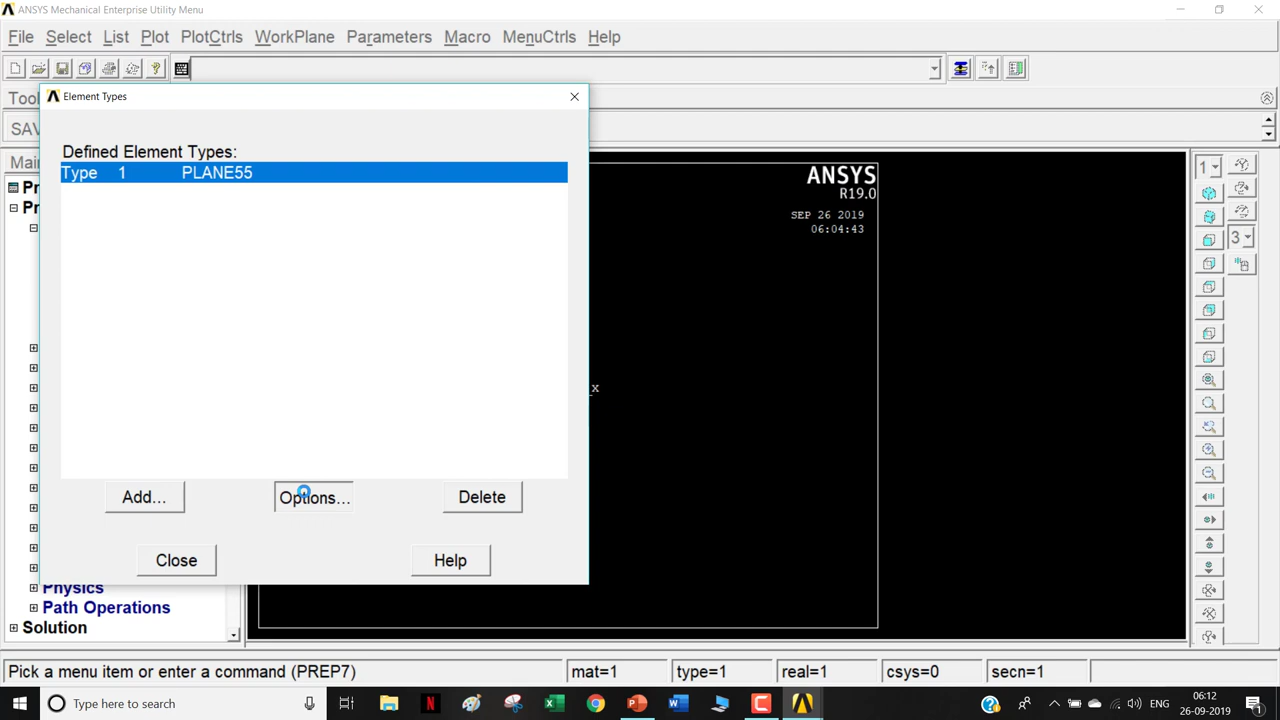 ANSYS Mechanical Enterprise Utility Menu
File Select List Plot PlotCtrls WorkPlane Parameters Macro MenuCtrls Help
Element Types
Defined Element Types:
Type 1 PLANE55
Add... Options... Delete
Close Help
Physics
Path Operations
Solution
ANSYS
R19.0
SEP 26 2019
06:04:43
x
1
3
Pick a menu item or enter a command (PREP7) mat=1 type=1 real=1 csys=0 secn=1
Type here to search
ENG
06:12
26-09-2019